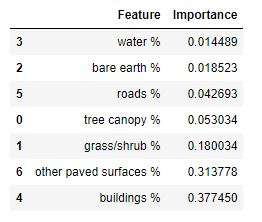 Feature Importance
3 water % 0.014489
2 bare earth % 0.018523
5 roads % 0.042693
0 tree canopy % 0.053034
1 grass/shrub % 0.180034
6 other paved surfaces % 0.313778
4 buildings % 0.377450